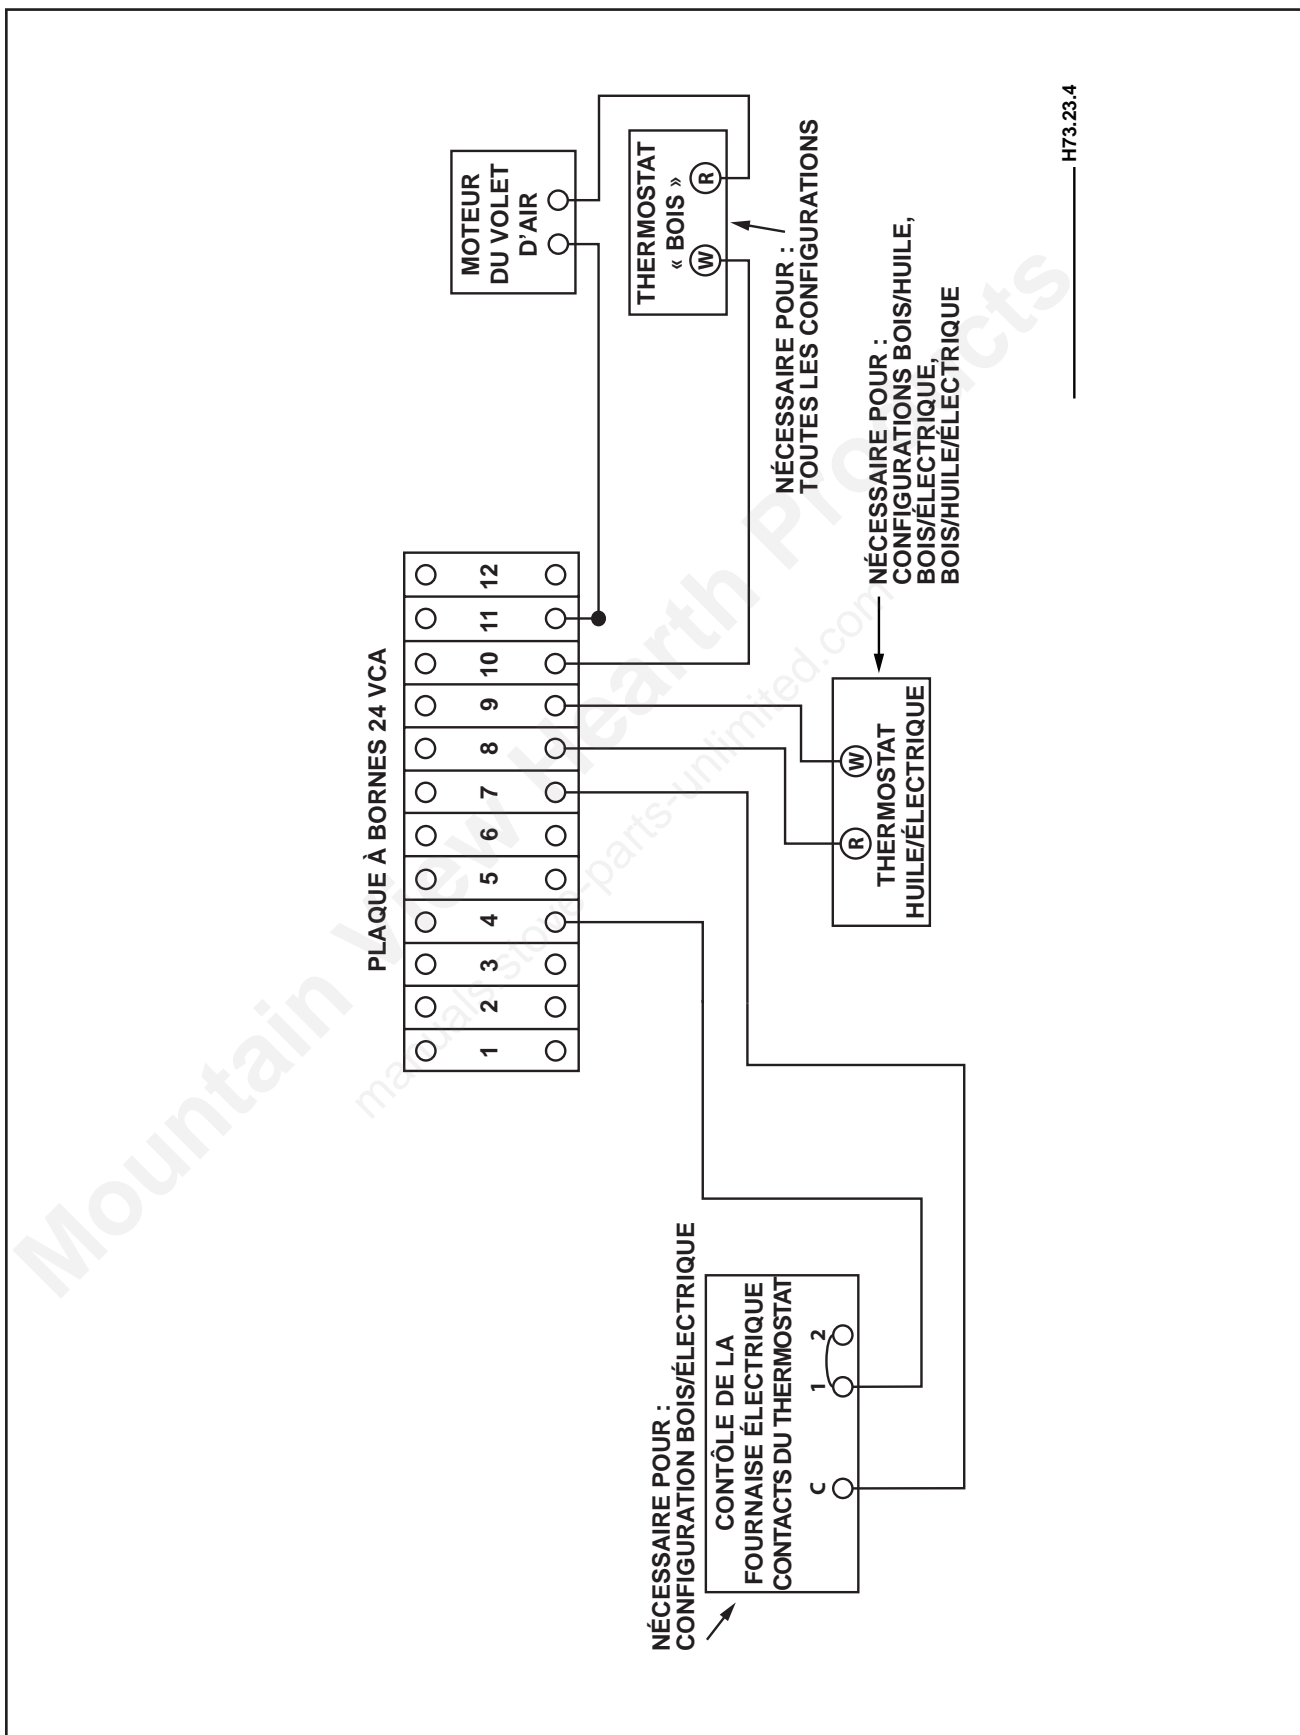 NÉCESSAIRE POUR :
CONFIGURATION BOIS/ÉLECTRIQUE
CONTÔLE DE LA
FOURNAISE ÉLECTRIQUE
CONTACTS DU THERMOSTAT
C
1
2
PLAQUE À BORNES 24 VCA
1
2
3
4
5
6
7
8
9
10
11
12
THERMOSTAT
HUILE/ÉLECTRIQUE
R
W
NÉCESSAIRE POUR :
CONFIGURATIONS BOIS/HUILE,
BOIS/ÉLECTRIQUE,
BOIS/HUILE/ÉLECTRIQUE
MOTEUR
DU VOLET
D'AIR
THERMOSTAT
« BOIS »
W
R
NÉCESSAIRE POUR :
TOUTES LES CONFIGURATIONS
H73.23.4
Mountain View Hearth Products
manuals.stove-parts-unlimited.com